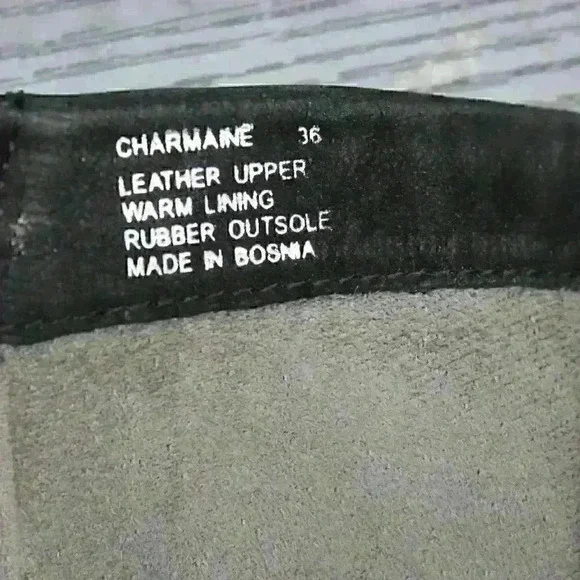 CHARMAINE 36
LEATHER UPPER
WARM LINING
RUBBER OUTSOLE
MADE IN BOSNIA